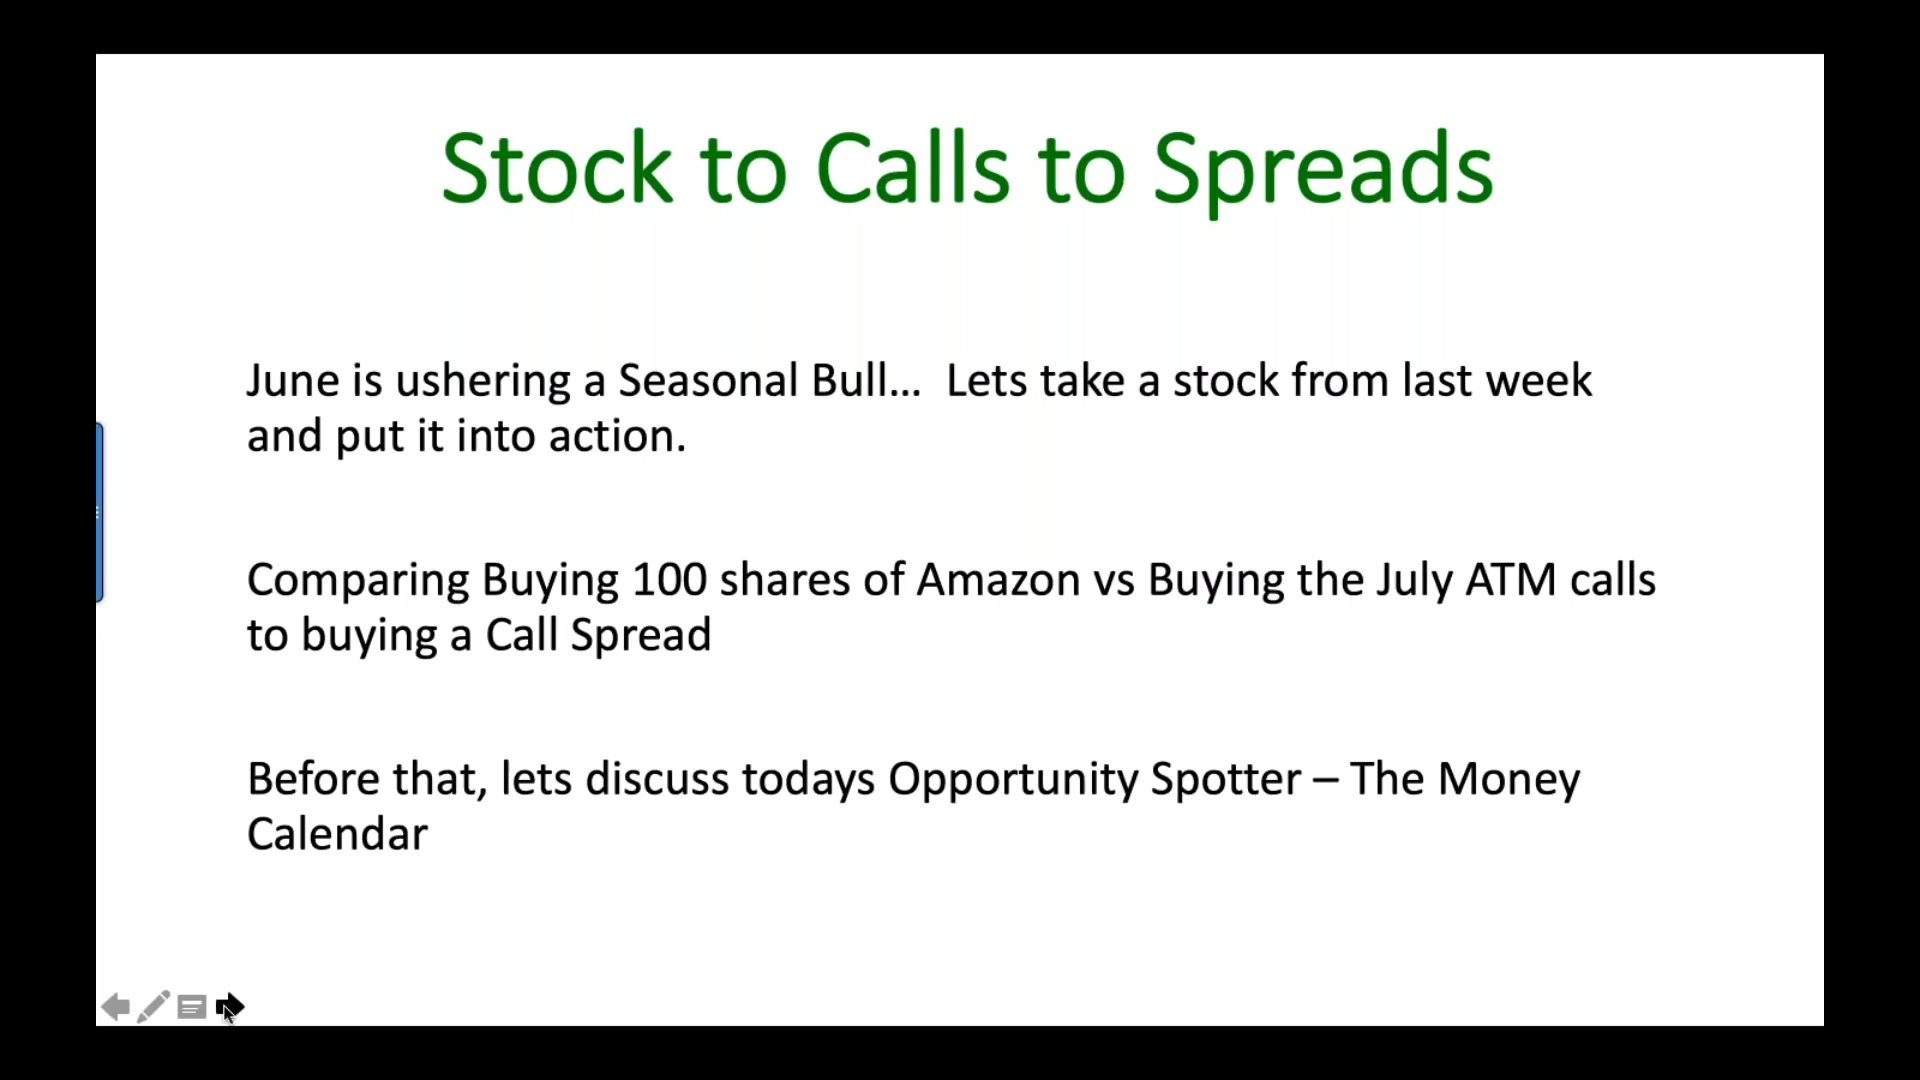 Stock to Calls to Spreads
June is ushering a Seasonal Bull...  Lets take a stock from last week
and put it into action.
Comparing Buying 100 shares of Amazon vs Buying the July ATM calls
to buying a Call Spread
Before that, lets discuss todays Opportunity Spotter – The Money
Calendar